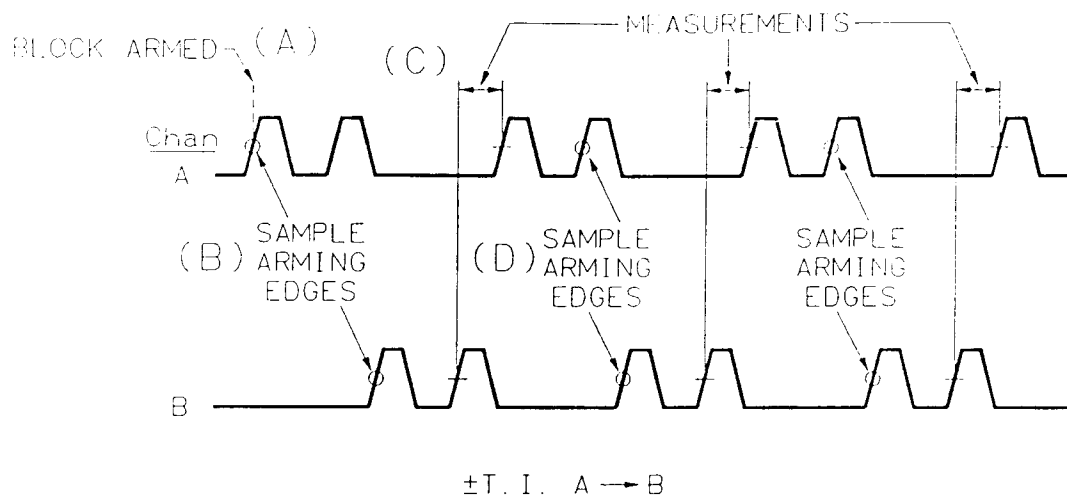 MEASUREMENTS
BLOCK ARMED (A)
(C)
Chan
A
(B) SAMPLE
ARMING
EDGES
(D) SAMPLE
ARMING
EDGES
SAMPLE
ARMING
EDGES
B
±T.I. A → B